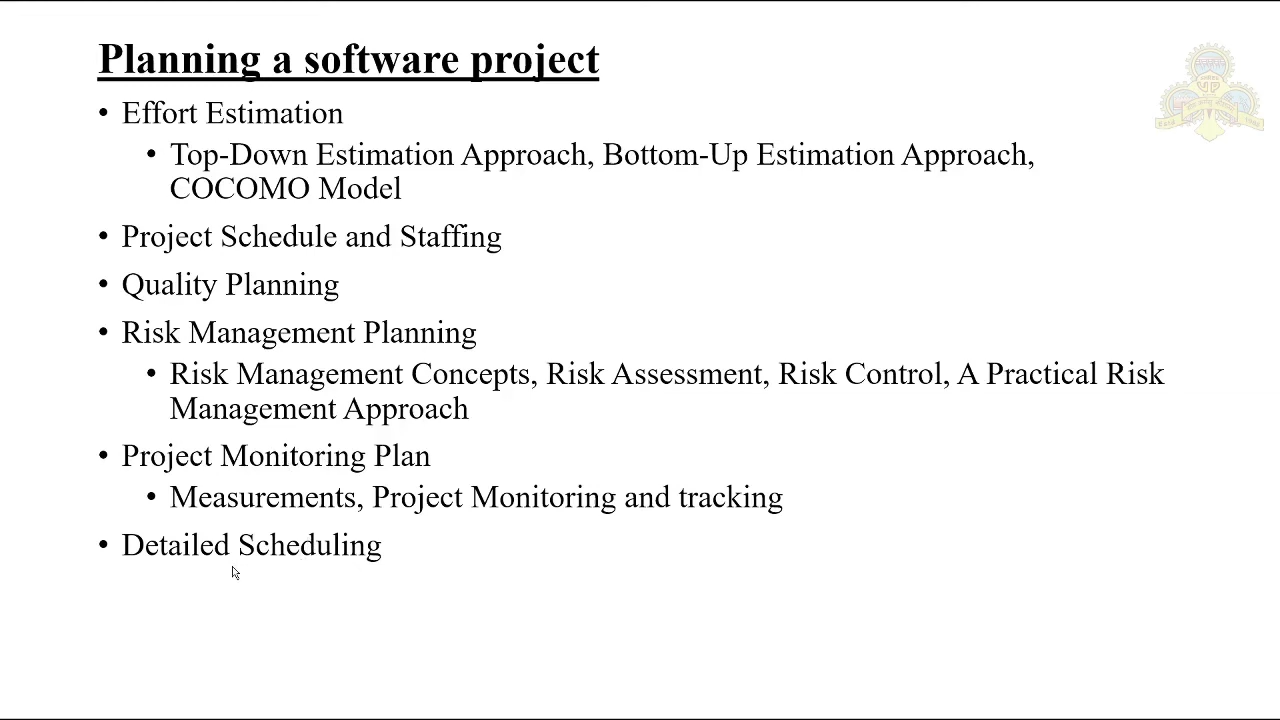 Planning a software project
• Effort Estimation
• Top-Down Estimation Approach, Bottom-Up Estimation Approach,
COCOMO Model
• Project Schedule and Staffing
• Quality Planning
• Risk Management Planning
• Risk Management Concepts, Risk Assessment, Risk Control, A Practical Risk
Management Approach
• Project Monitoring Plan
• Measurements, Project Monitoring and tracking
• Detailed Scheduling